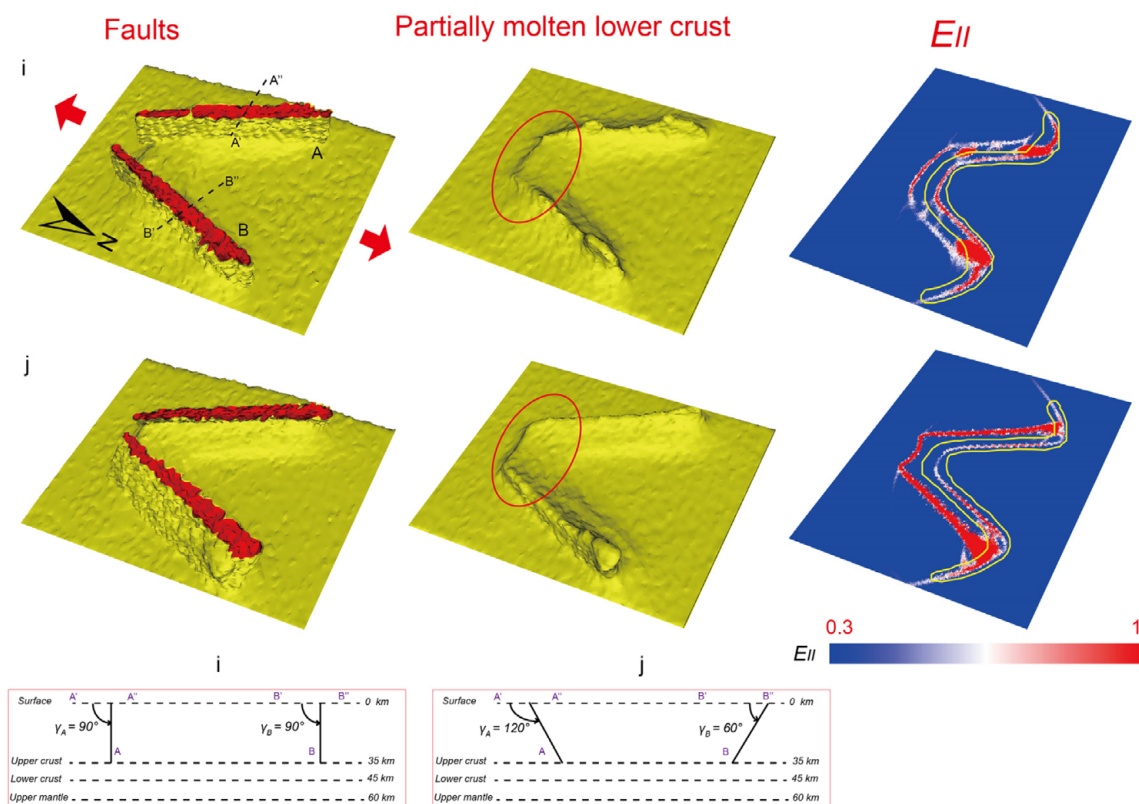 Faults
Partially molten lower crust
EII
i
A''
A
A
B''
B'
B
N
j
0.3
1
EII
i
j
A' A'' B' B''
Surface
0 km
γA = 90°
γB = 90°
A
B
Upper crust
35 km
Lower crust
45 km
Upper mantle
60 km
A' A'' B' B''
Surface
0 km
γA = 120°
γB = 60°
A
B
Upper crust
35 km
Lower crust
45 km
Upper mantle
60 km